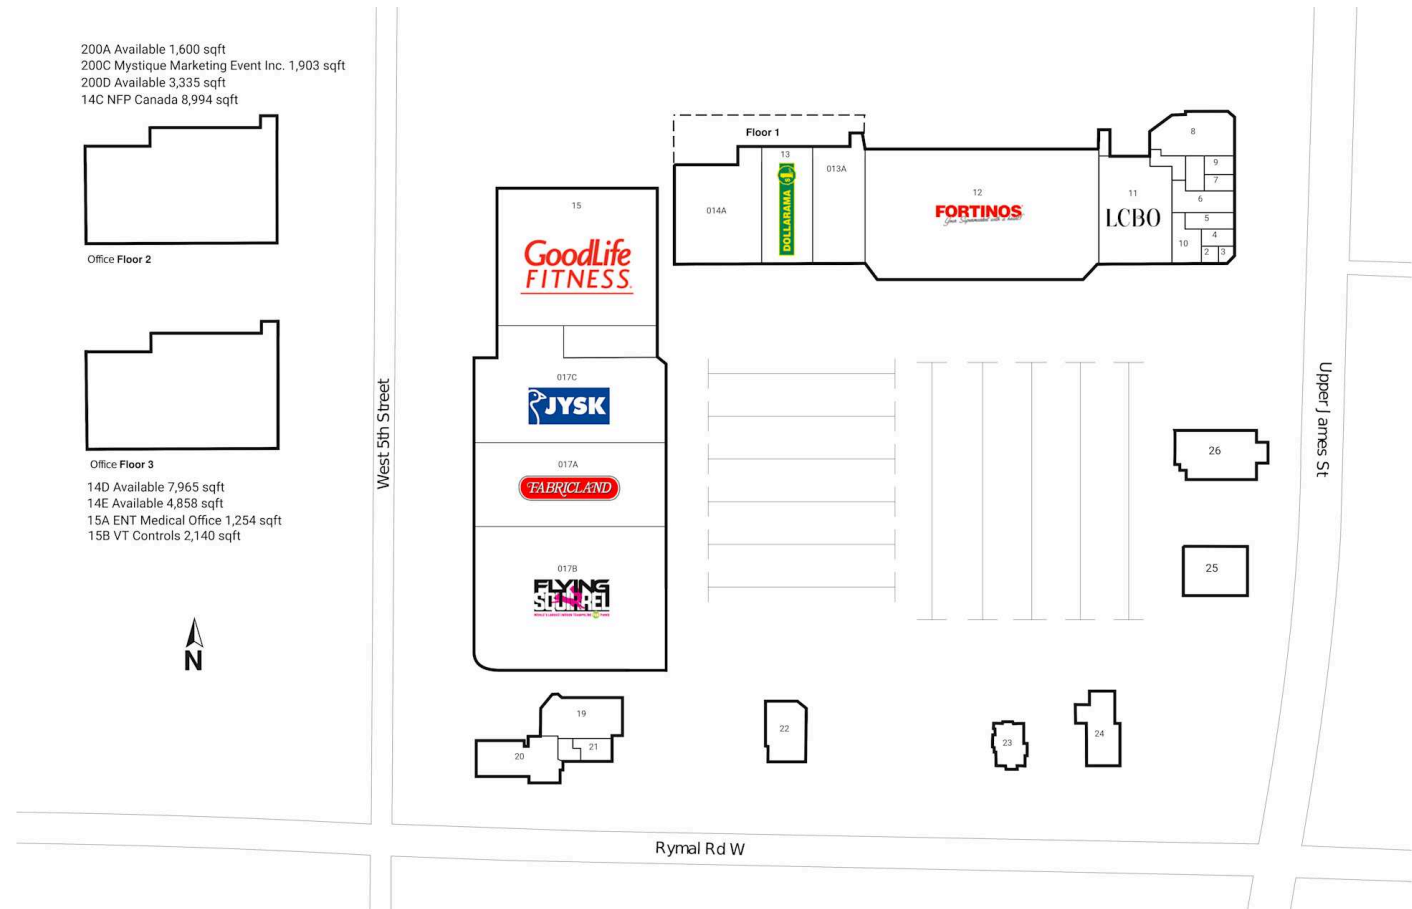 200A Available 1,600 sqft
200C Mystique Marketing Event Inc. 1,903 sqft
200D Available 3,335 sqft
14C NFP Canada 8,994 sqft
Office Floor 2
Office Floor 3
14D Available 7,965 sqft
14E Available 4,858 sqft
15A ENT Medical Office 1,254 sqft
15B VT Controls 2,140 sqft
N
West 5th Street
15
GoodLife
FITNESS
017C
JYSK
017A
FABRICLAND
017B
FLYING
SQUIRREL
Floor 1
014A
13
DOLLARAMA
013A
12
FORTINOS
11
LCBO
8
9
7
6
5
4
10
2
3
Upper James St
26
25
19
20
21
22
23
24
Rymal Rd W